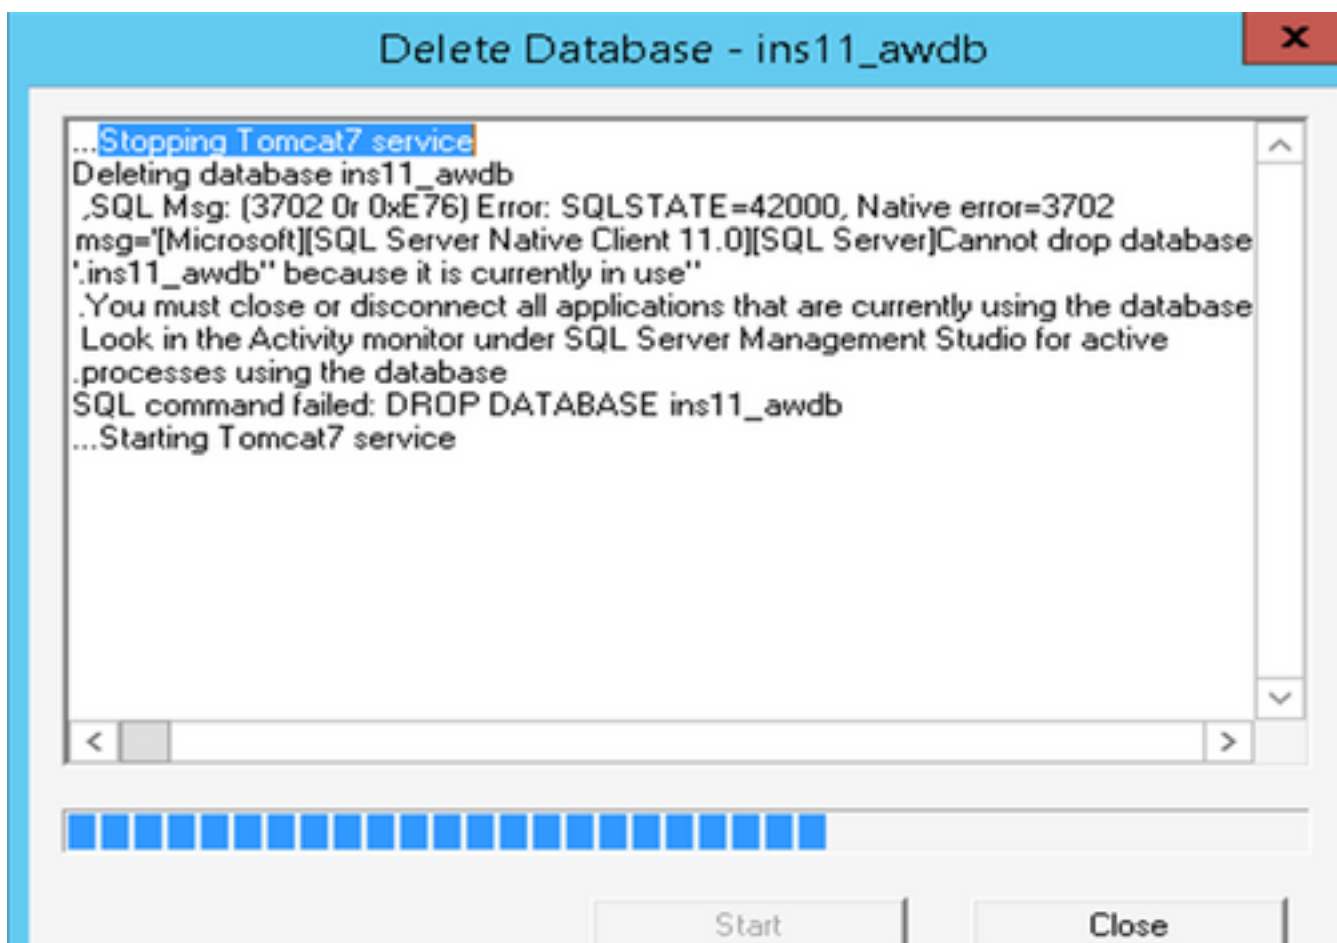 Delete Database - ins11_awdb
x
...Stopping Tomcat7 service
Deleting database ins11_awdb
,SQL Msg: (3702 0r 0xE76) Error: SQLSTATE=42000, Native error=3702
msg='[Microsoft][SQL Server Native Client 11.0][SQL Server]Cannot drop database
'.ins11_awdb'' because it is currently in use''
.You must close or disconnect all applications that are currently using the database
Look in the Activity monitor under SQL Server Management Studio for active
.processes using the database
SQL command failed: DROP DATABASE ins11_awdb
...Starting Tomcat7 service
Start
Close